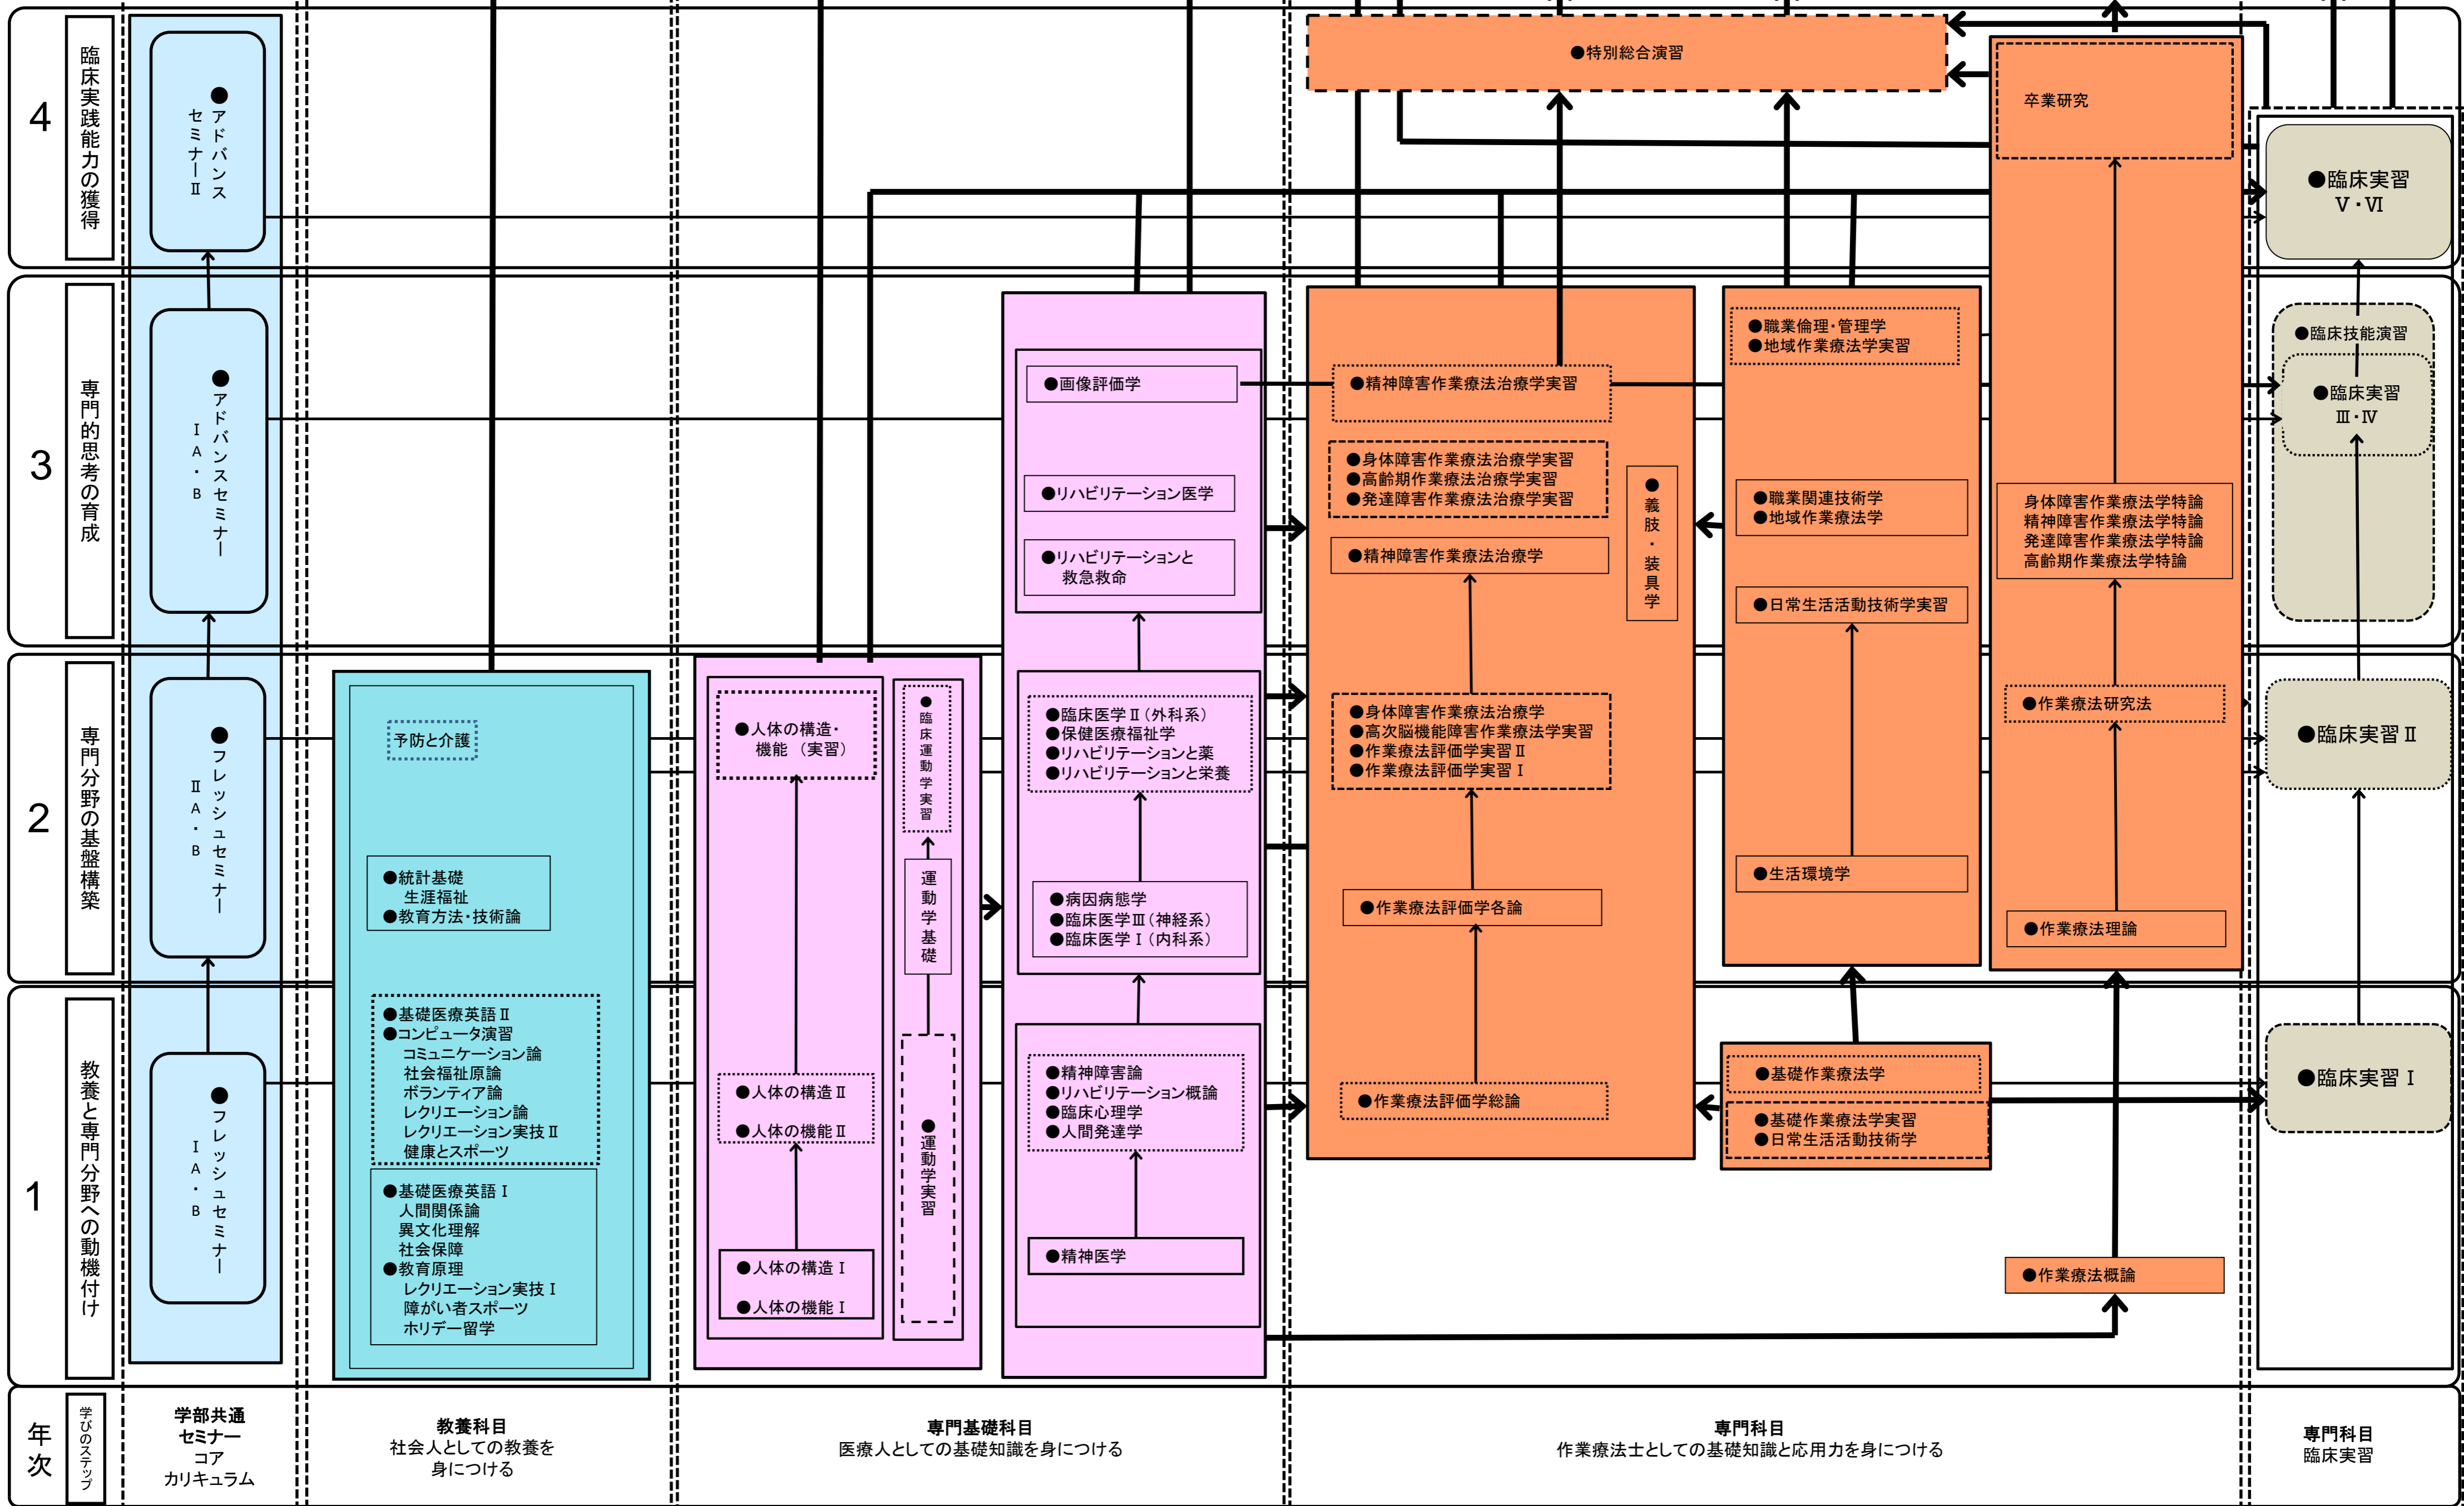 4
臨床実践能力の獲得
●アドバンス
セミナーⅡ
●特別総合演習
卒業研究
●臨床実習
Ⅴ・Ⅵ
3
専門的思考の育成
●アドバンスセミナー
ⅠA・B
●画像評価学
●リハビリテーション医学
●リハビリテーションと
救急救命
●精神障害作業療法治療学実習
●身体障害作業療法治療学実習
●高齢期作業療法治療学実習
●発達障害作業療法治療学実習
●精神障害作業療法治療学
●義肢・装具学
●職業倫理・管理学
●地域作業療法学実習
●職業関連技術学
●地域作業療法学
●日常生活活動技術学実習
身体障害作業療法学特論
精神障害作業療法学特論
発達障害作業療法学特論
高齢期作業療法学特論
●臨床技能演習
●臨床実習
Ⅲ・Ⅳ
2
専門分野の基盤構築
●フレッシュセミナー
ⅡA・B
予防と介護
●統計基礎
生涯福祉
●教育方法・技術論
●人体の構造・
機能 (実習)
●臨床運動学実習
運動学基礎
●臨床医学Ⅱ(外科系)
●保健医療福祉学
●リハビリテーションと薬
●リハビリテーションと栄養
●病因病態学
●臨床医学Ⅲ(神経系)
●臨床医学Ⅰ(内科系)
●身体障害作業療法治療学
●高次脳機能障害作業療法学実習
●作業療法評価学実習Ⅱ
●作業療法評価学実習Ⅰ
●作業療法評価学各論
●生活環境学
●作業療法研究法
●作業療法理論
●臨床実習Ⅱ
1
教養と専門分野への動機付け
●フレッシュセミナー
ⅠA・B
●基礎医療英語Ⅱ
●コンピュータ演習
コミュニケーション論
社会福祉原論
ボランティア論
レクリエーション論
レクリエーション実技Ⅱ
健康とスポーツ
●基礎医療英語Ⅰ
人間関係論
異文化理解
社会保障
●教育原理
レクリエーション実技Ⅰ
障がい者スポーツ
ホリデー留学
●人体の構造Ⅱ
●人体の機能Ⅱ
●人体の構造Ⅰ
●人体の機能Ⅰ
●運動学実習
●精神障害論
●リハビリテーション概論
●臨床心理学
●人間発達学
●精神医学
●作業療法評価学総論
●基礎作業療法学
●基礎作業療法学実習
●日常生活活動技術学
●作業療法概論
●臨床実習Ⅰ
年次
学びのステップ
学部共通
セミナー
コア
カリキュラム
教養科目
社会人としての教養を
身につける
専門基礎科目
医療人としての基礎知識を身につける
専門科目
作業療法士としての基礎知識と応用力を身につける
専門科目
臨床実習